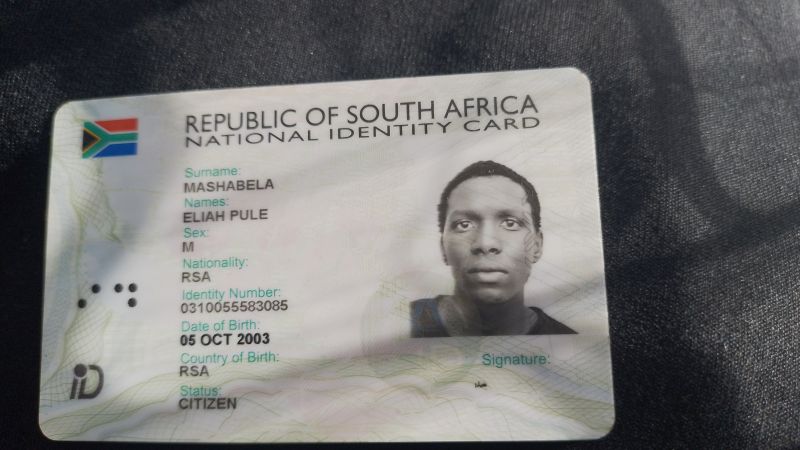 REPUBLIC OF SOUTH AFRICA
NATIONAL IDENTITY CARD
Surname:
MASHABELA
Names:
ELIAH PULE
Sex:
M
Nationality:
RSA
Identity Number:
0310055583085
Date of Birth:
05 OCT 2003
Country of Birth:
RSA
Status:
CITIZEN
Signature:
iD